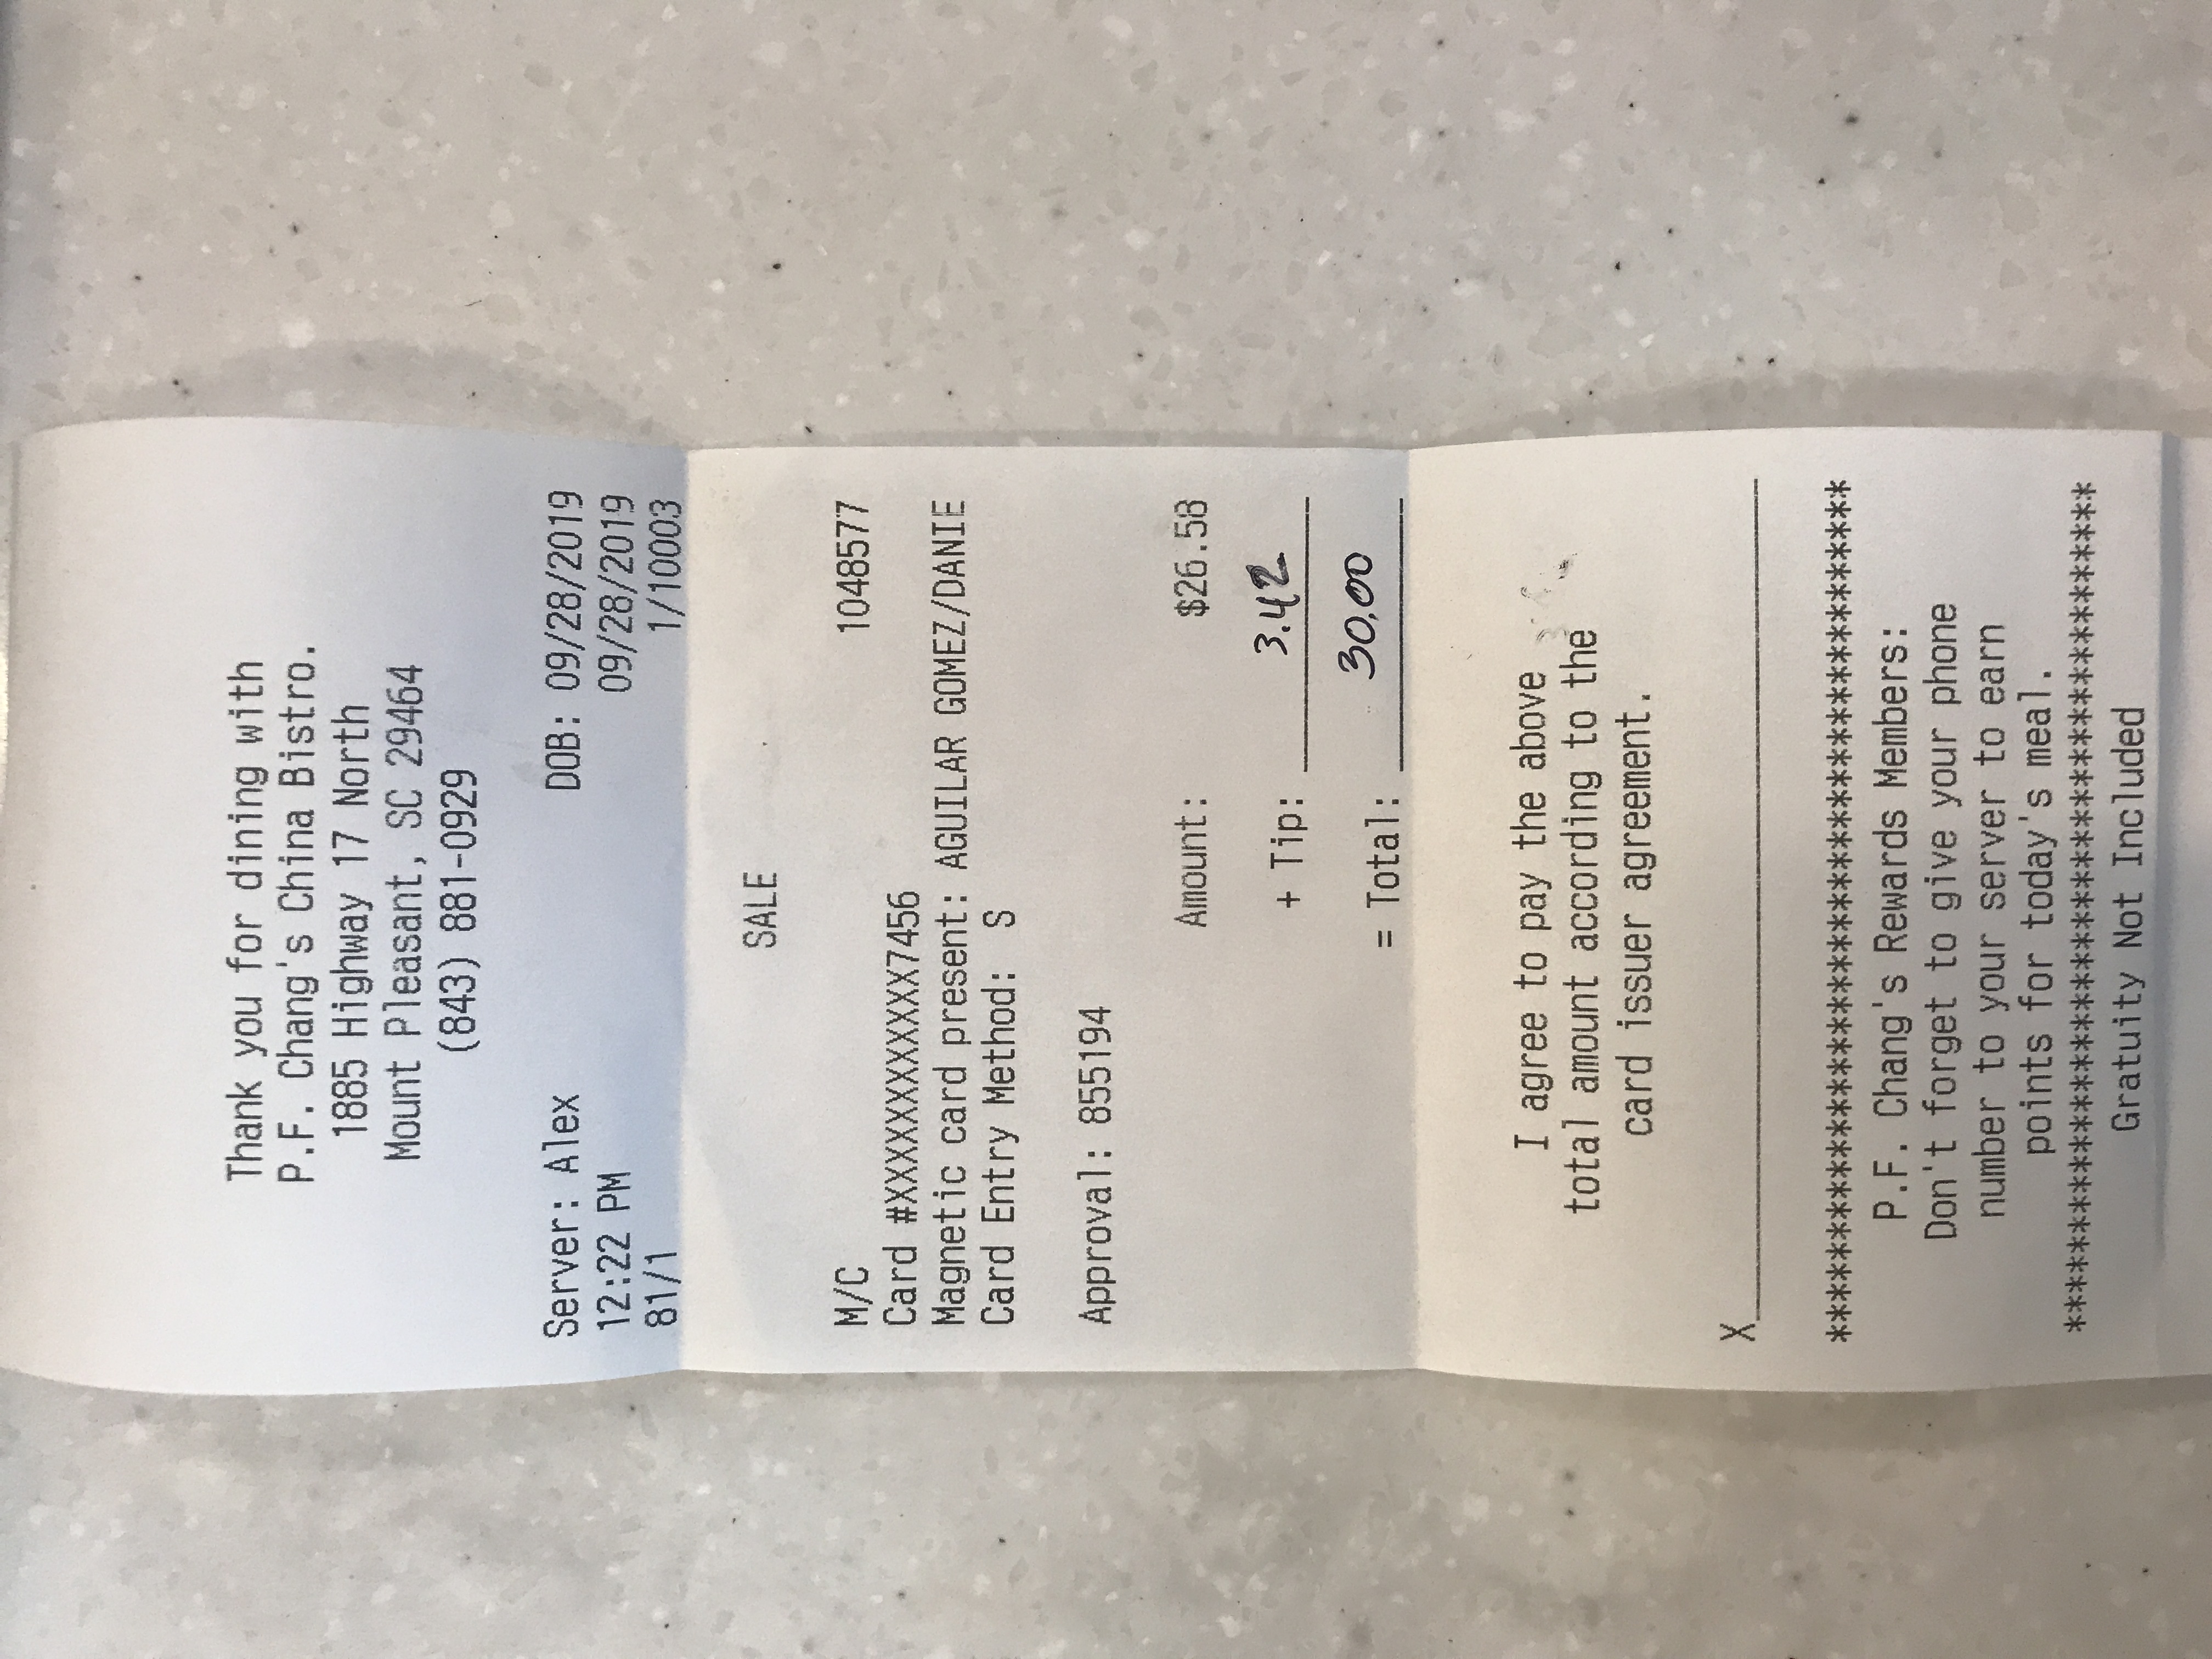 Thank you for dining with
P.F. Chang's China Bistro.
1885 Highway 17 North
Mount Pleasant, SC 29464
(843) 881-0929
Server: Alex DOB: 09/28/2019
12:22 PM 09/28/2019
81/1 1/10003
SALE
M/C 1048577
Card #XXXXXXXXXXXX7456
Magnetic card present: AGUILAR GOMEZ/DANIE
Card Entry Method: S
Approval: 855194
Amount: $26.58
+ Tip: 3.42
= Total: 30.00
I agree to pay the above
total amount according to the
card issuer agreement.
X
****************************************
P.F. Chang's Rewards Members:
Don't forget to give your phone
number to your server to earn
points for today's meal.
****************************************
Gratuity Not Included